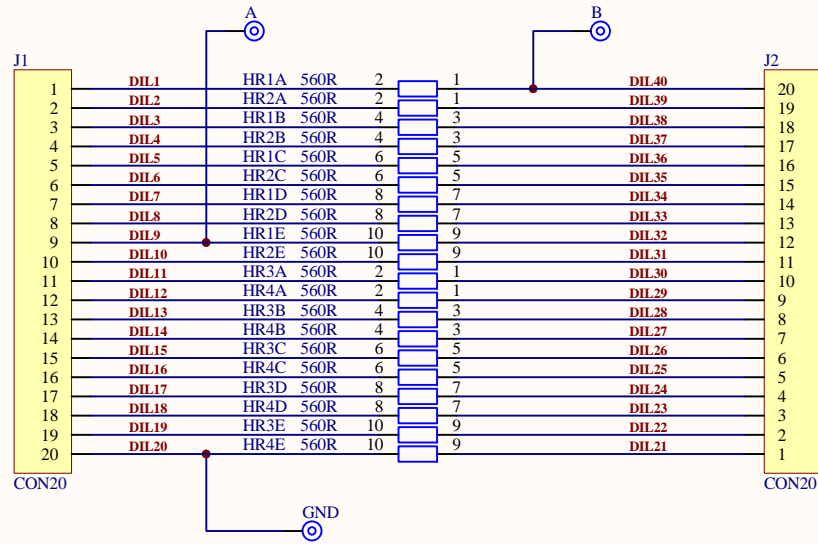 A B
J1 J2
1 DIL1 HR1A 560R 2 1 DIL40 20
2 DIL2 HR2A 560R 2 1 DIL39 19
3 DIL3 HR1B 560R 4 3 DIL38 18
4 DIL4 HR2B 560R 4 3 DIL37 17
5 DIL5 HR1C 560R 6 5 DIL36 16
6 DIL6 HR2C 560R 6 5 DIL35 15
7 DIL7 HR1D 560R 8 7 DIL34 14
8 DIL8 HR2D 560R 8 7 DIL33 13
9 DIL9 HR1E 560R 10 9 DIL32 12
10 DIL10 HR2E 560R 10 9 DIL31 11
11 DIL11 HR3A 560R 2 1 DIL30 10
12 DIL12 HR4A 560R 2 1 DIL29 9
13 DIL13 HR3B 560R 4 3 DIL28 8
14 DIL14 HR4B 560R 4 3 DIL27 7
15 DIL15 HR3C 560R 6 5 DIL26 6
16 DIL16 HR4C 560R 6 5 DIL25 5
17 DIL17 HR3D 560R 8 7 DIL24 4
18 DIL18 HR4D 560R 8 7 DIL23 3
19 DIL19 HR3E 560R 10 9 DIL22 2
20 DIL20 HR4E 560R 10 9 DIL21 1
CON20 CON20
GND